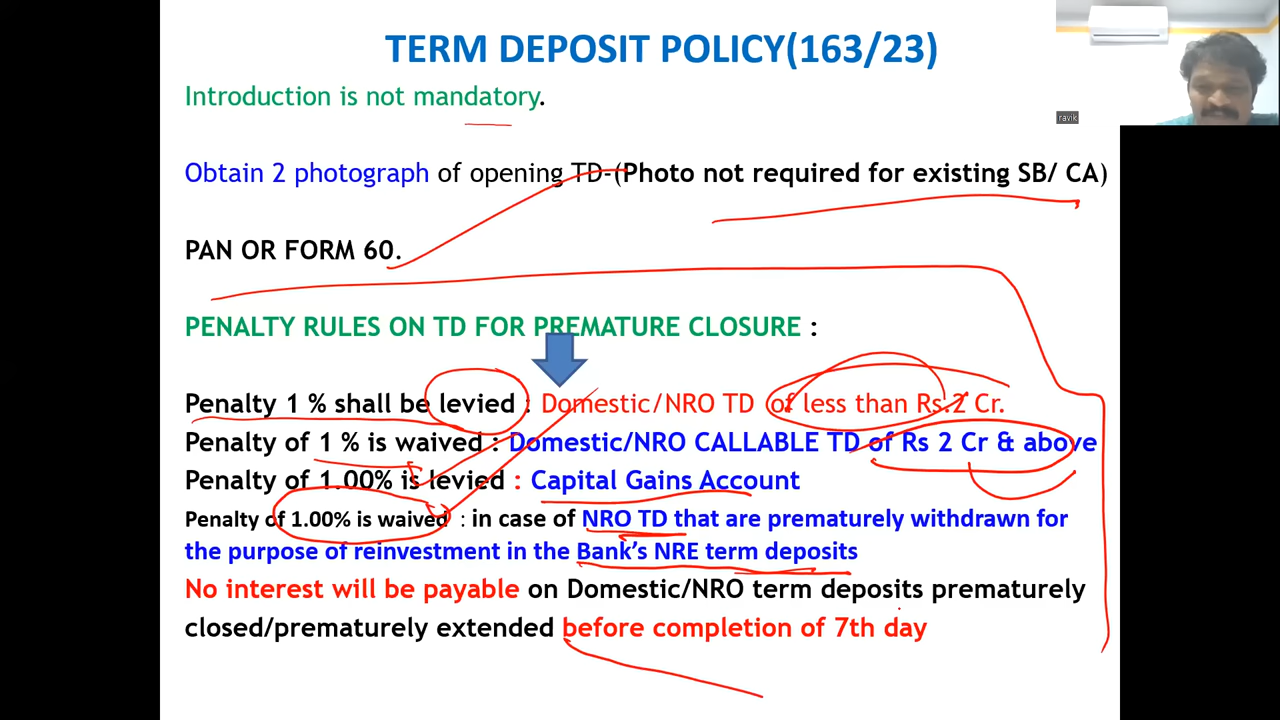 TERM DEPOSIT POLICY(163/23)
Introduction is not mandatory.
ravik
Obtain 2 photograph of opening TD-(Photo not required for existing SB/ CA)
PAN OR FORM 60.
PENALTY RULES ON TD FOR PREMATURE CLOSURE :
Penalty 1 % shall be levied : Domestic/NRO TD of less than Rs.2 Cr.
Penalty of 1 % is waived : Domestic/NRO CALLABLE TD of Rs 2 Cr & above
Penalty of 1.00% is levied : Capital Gains Account
Penalty of 1.00% is waived : in case of NRO TD that are prematurely withdrawn for
the purpose of reinvestment in the Bank's NRE term deposits
No interest will be payable on Domestic/NRO term deposits prematurely
closed/prematurely extended before completion of 7th day